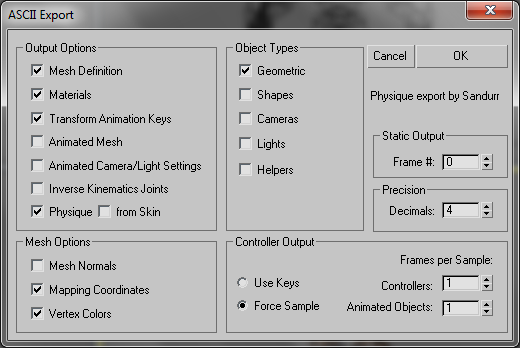 ASCII Export
Output Options
Mesh Definition
Materials
Transform Animation Keys
Animated Mesh
Animated Camera/Light Settings
Inverse Kinematics Joints
Physique
from Skin
Mesh Options
Mesh Normals
Mapping Coordinates
Vertex Colors
Object Types
Geometric
Shapes
Cameras
Lights
Helpers
Cancel
OK
Physique export by Sandurr
Static Output
Frame #: 0
Precision
Decimals: 4
Controller Output
Use Keys
Force Sample
Frames per Sample:
Controllers: 1
Animated Objects: 1